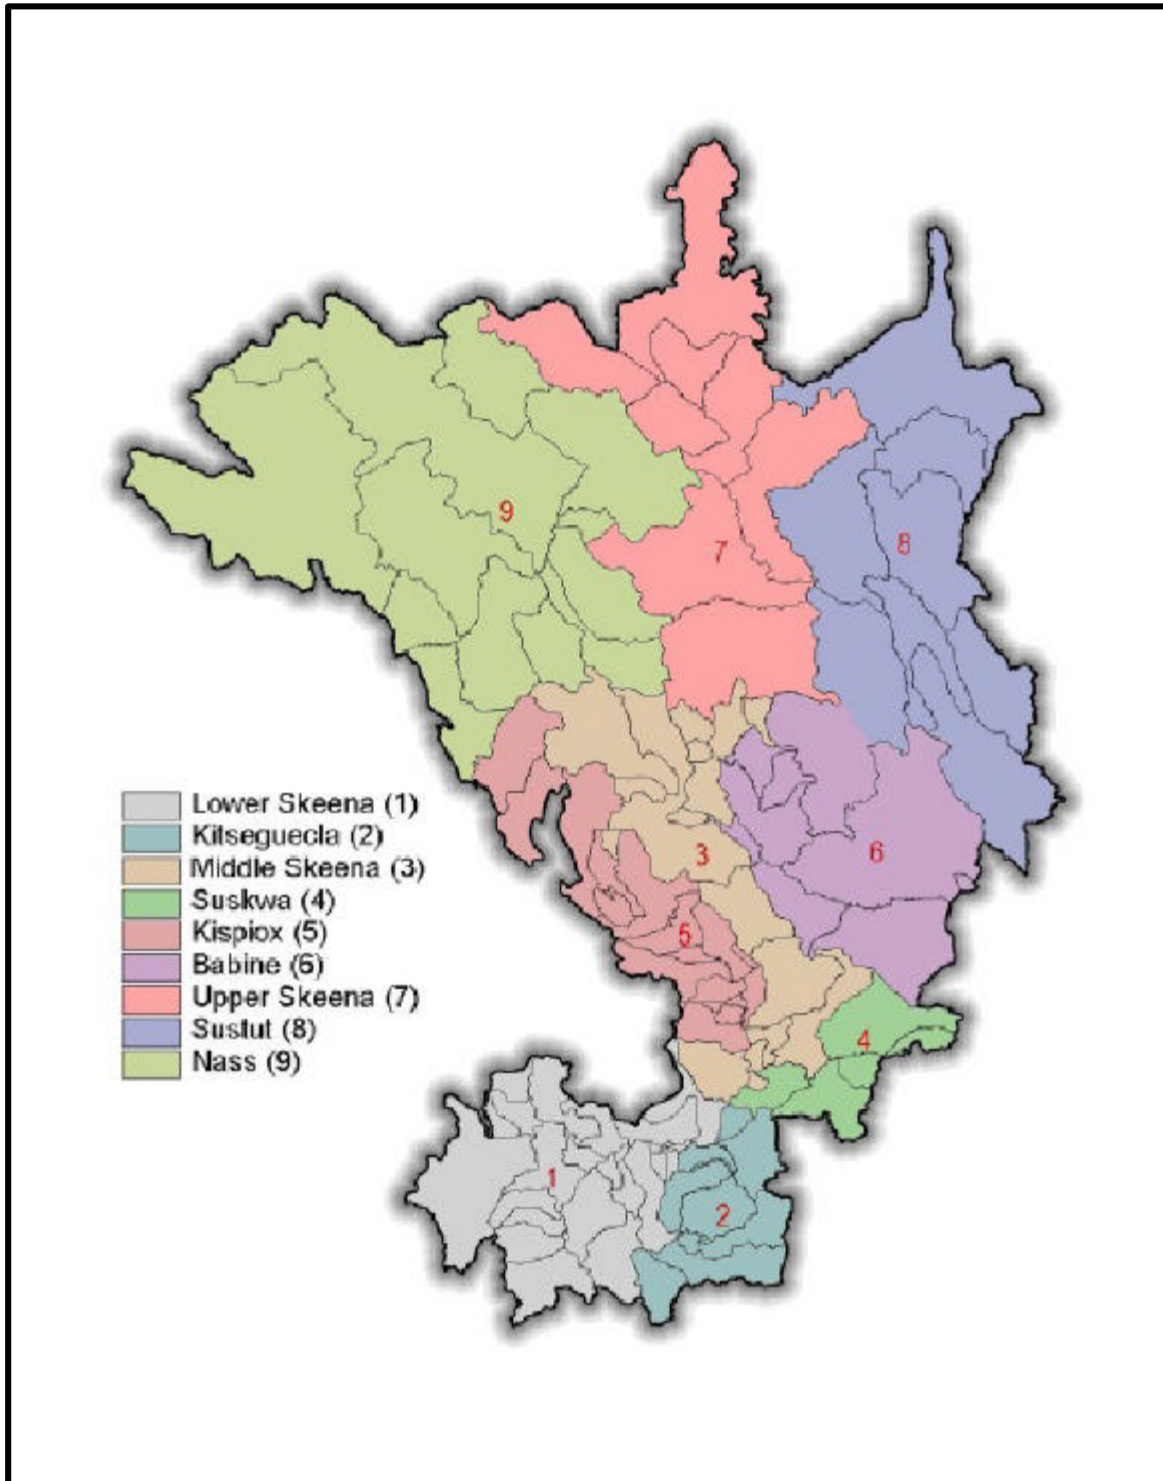 9
7
8
Lower Skeena (1)
Kitseguecla (2)
Middle Skeena (3)
Suskwa (4)
Kispiox (5)
Babine (6)
Upper Skeena (7)
Sustut (8)
Nass (9)
3
6
5
4
1
2